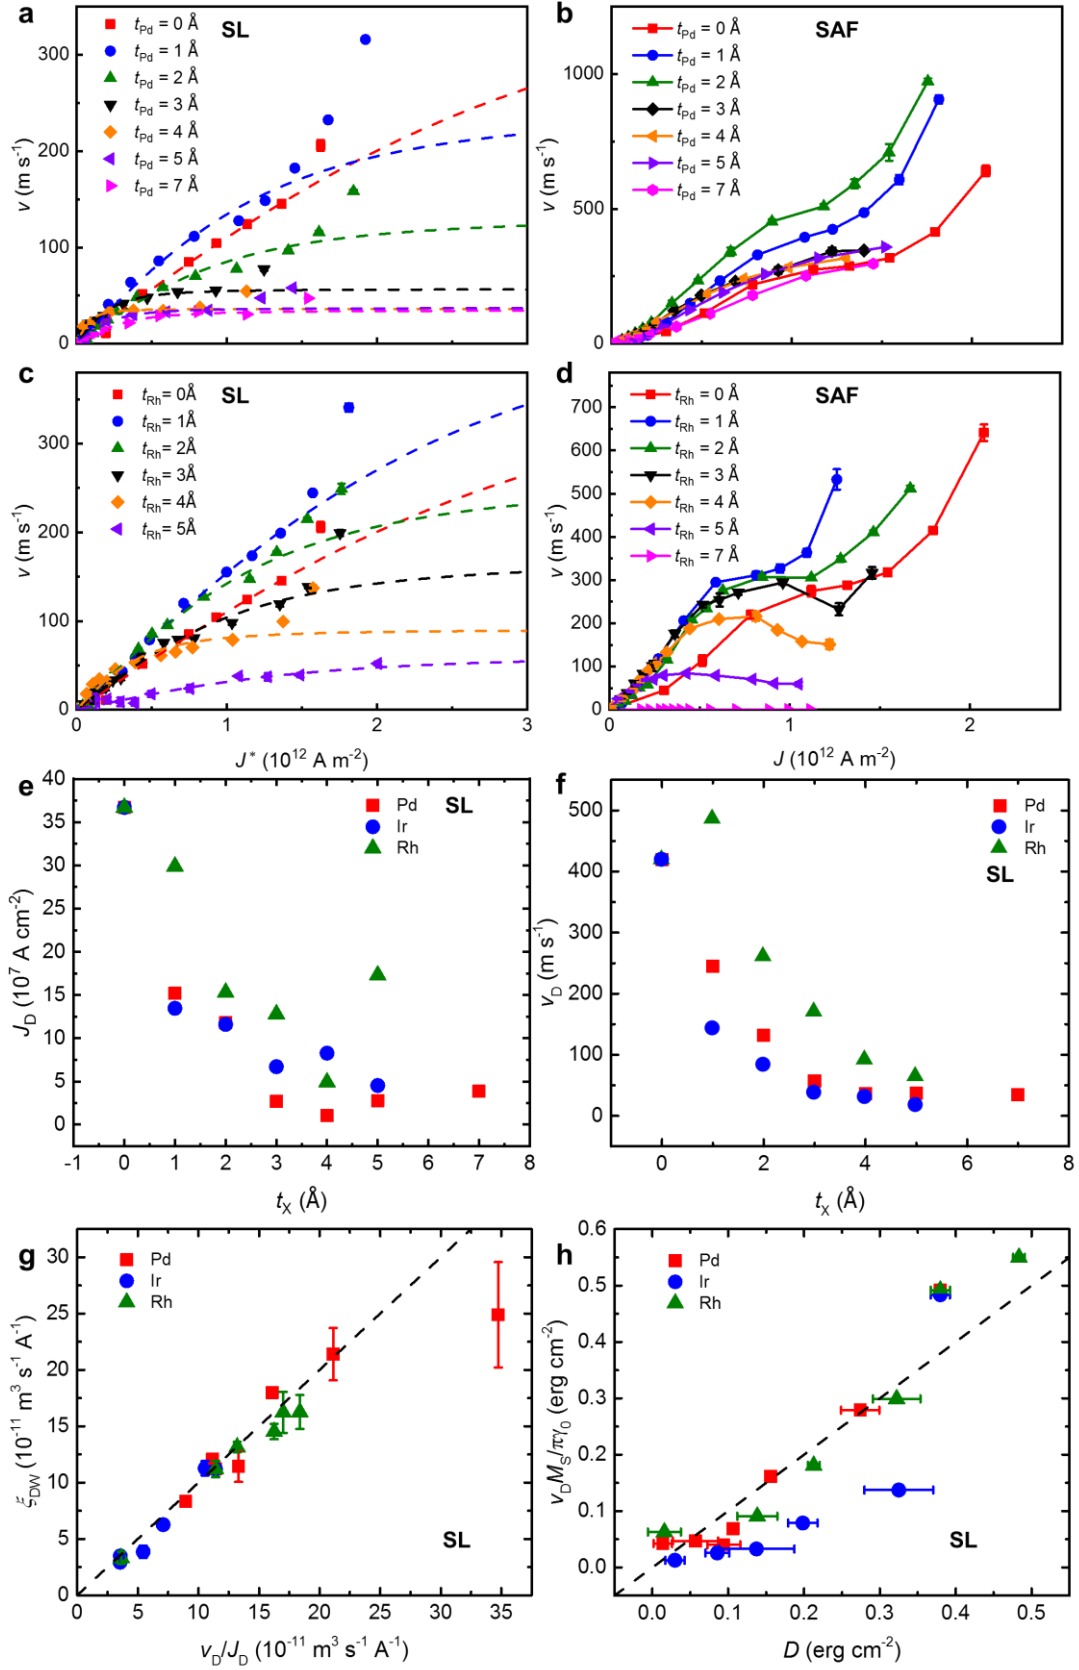 a
SL
t_Pd = 0 Å
t_Pd = 1 Å
t_Pd = 2 Å
t_Pd = 3 Å
t_Pd = 4 Å
t_Pd = 5 Å
t_Pd = 7 Å
300
200
100
0
v (m s⁻¹)
b
SAF
t_Pd = 0 Å
t_Pd = 1 Å
t_Pd = 2 Å
t_Pd = 3 Å
t_Pd = 4 Å
t_Pd = 5 Å
t_Pd = 7 Å
1000
500
0
v (m s⁻¹)
c
SL
t_Rh = 0Å
t_Rh = 1Å
t_Rh = 2Å
t_Rh = 3Å
t_Rh = 4Å
t_Rh = 5Å
300
200
100
0
v (m s⁻¹)
0 1 2 3
J* (10¹² A m⁻²)
d
SAF
t_Rh = 0 Å
t_Rh = 1 Å
t_Rh = 2 Å
t_Rh = 3 Å
t_Rh = 4 Å
t_Rh = 5 Å
t_Rh = 7 Å
700
600
500
400
300
200
100
0
v (m s⁻¹)
0 1 2
J (10¹² A m⁻²)
e
SL
Pd
Ir
Rh
40
35
30
25
20
15
10
5
0
J_D (10⁷ A cm⁻²)
-1 0 1 2 3 4 5 6 7 8
t_X (Å)
f
Pd
Ir
Rh
SL
500
400
300
200
100
0
v_D (m s⁻¹)
0 2 4 6 8
t_X (Å)
g
Pd
Ir
Rh
SL
30
25
20
15
10
5
0
ξ_DW (10⁻¹¹ m³ s⁻¹ A⁻¹)
0 5 10 15 20 25 30 35
v_D/J_D (10⁻¹¹ m³ s⁻¹ A⁻¹)
h
Pd
Ir
Rh
SL
0.6
0.5
0.4
0.3
0.2
0.1
0.0
v_D M_S/πγ₀ (erg cm⁻²)
0.0 0.1 0.2 0.3 0.4 0.5
D (erg cm⁻²)